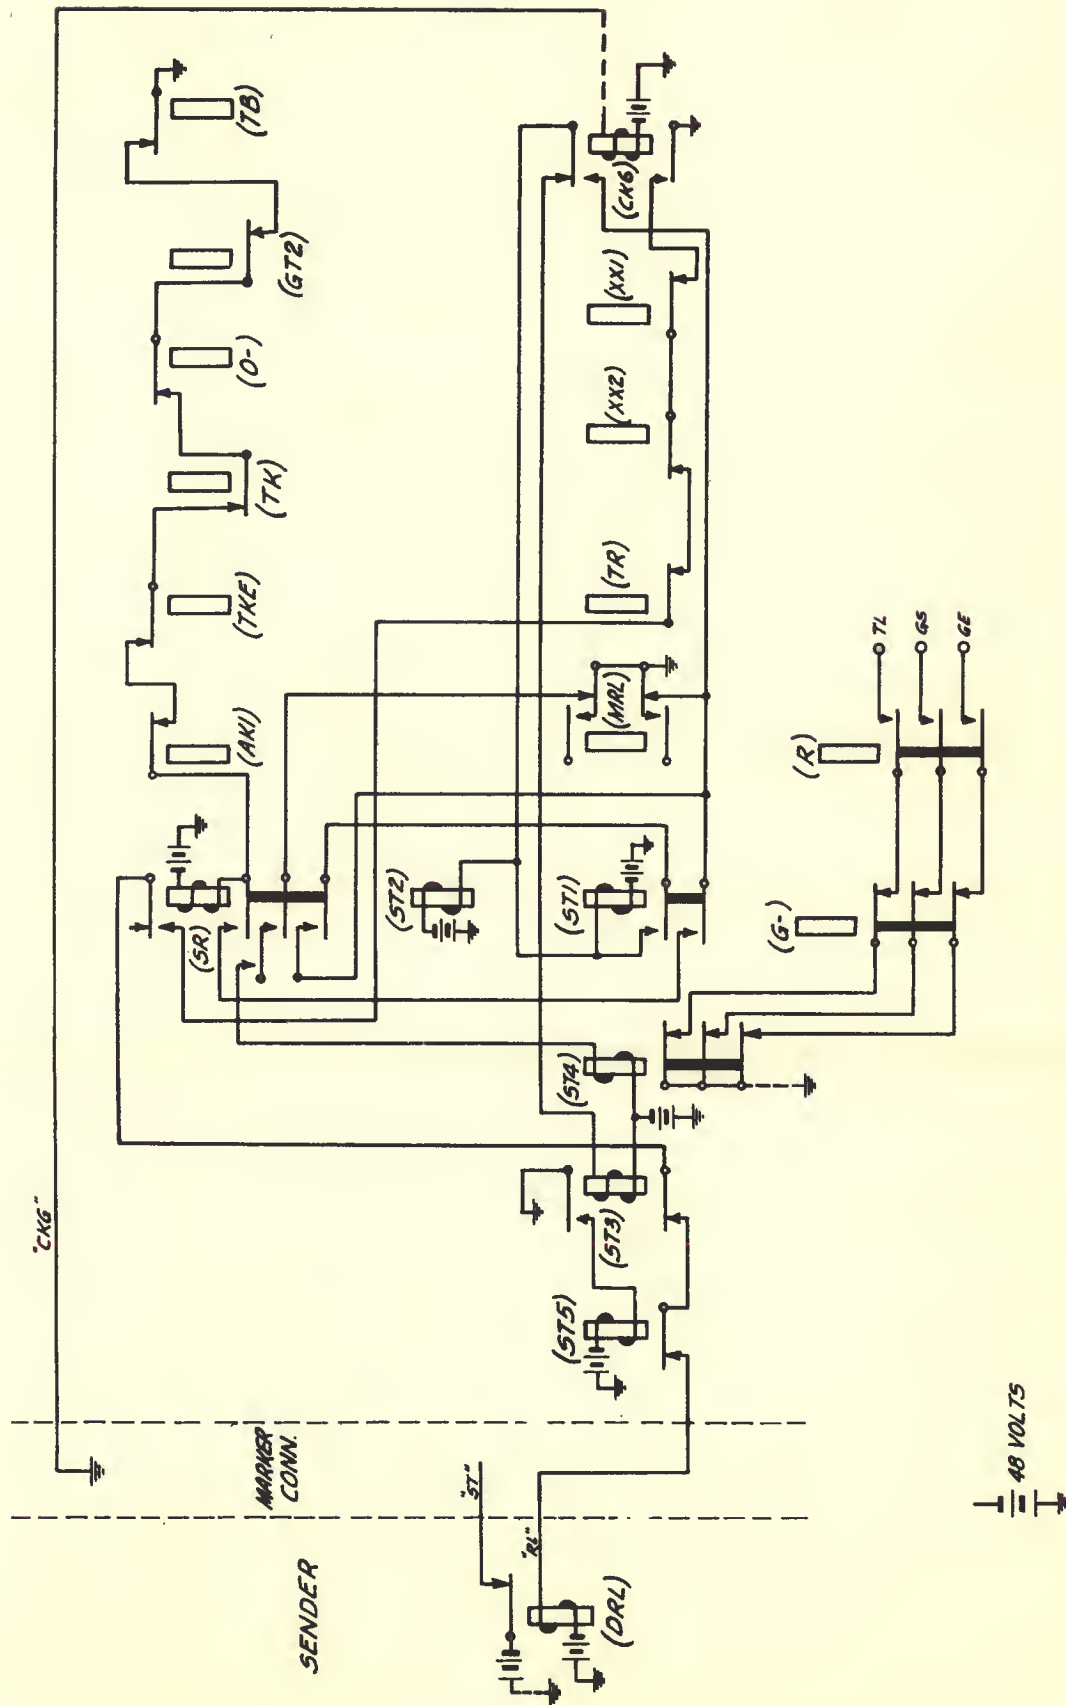 "CKG"
(TB)
(GT2)
(O-)
(TK)
(TKE)
(AK1)
(SR)
(CK6)
(XX1)
(XX2)
(TR)
(MRL)
(ST2)
(ST1)
(ST4)
(ST3)
(ST5)
(R)
(G-)
TL
GS
GE
MARKER
CONN.
SENDER
"ST"
"RL"
(DRL)
48 VOLTS